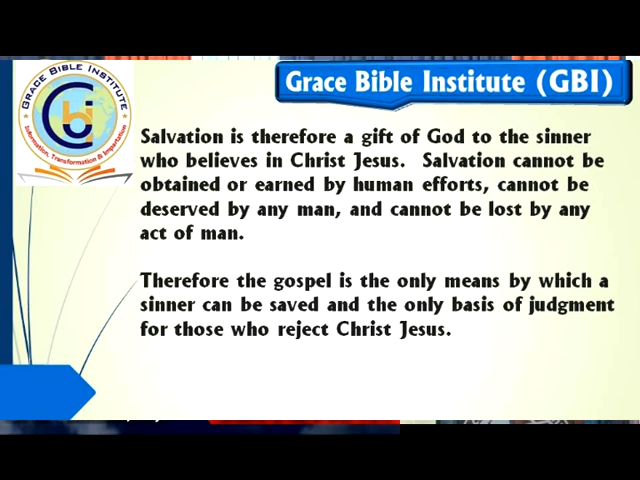 Grace Bible Institute (GBI)
GRACE BIBLE INSTITUTE
Information, Transformation & Impartation
Salvation is therefore a gift of God to the sinner
who believes in Christ Jesus. Salvation cannot be
obtained or earned by human efforts, cannot be
deserved by any man, and cannot be lost by any
act of man.
Therefore the gospel is the only means by which a
sinner can be saved and the only basis of judgment
for those who reject Christ Jesus.